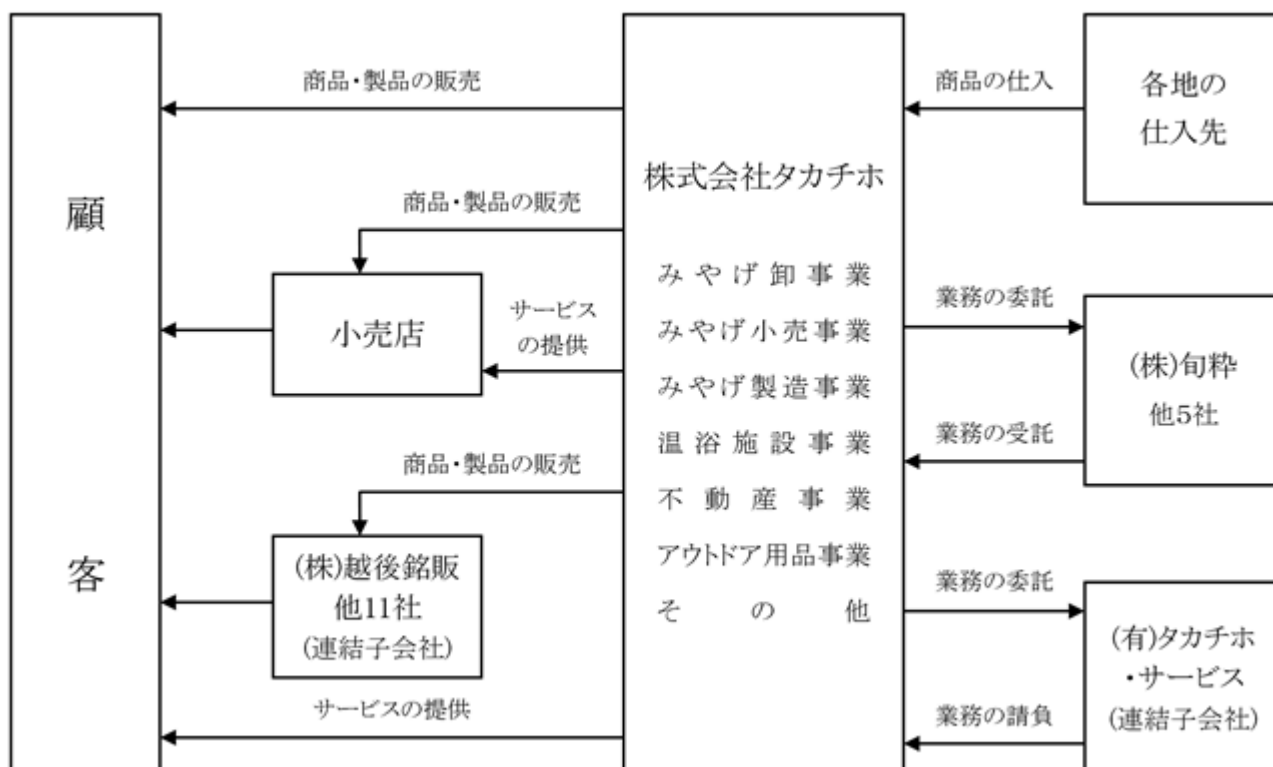 顧
客
商品・製品の販売
商品・製品の販売
小売店
サービス
の提供
商品・製品の販売
(株)越後銘販
他11社
(連結子会社)
サービスの提供
株式会社タカチホ
みやげ卸事業
みやげ小売事業
みやげ製造事業
温浴施設事業
不動産事業
アウトドア用品事業
その他
商品の仕入
各地の
仕入先
業務の委託
(株)旬粋
他5社
業務の受託
業務の委託
(有)タカチホ
・サービス
(連結子会社)
業務の請負